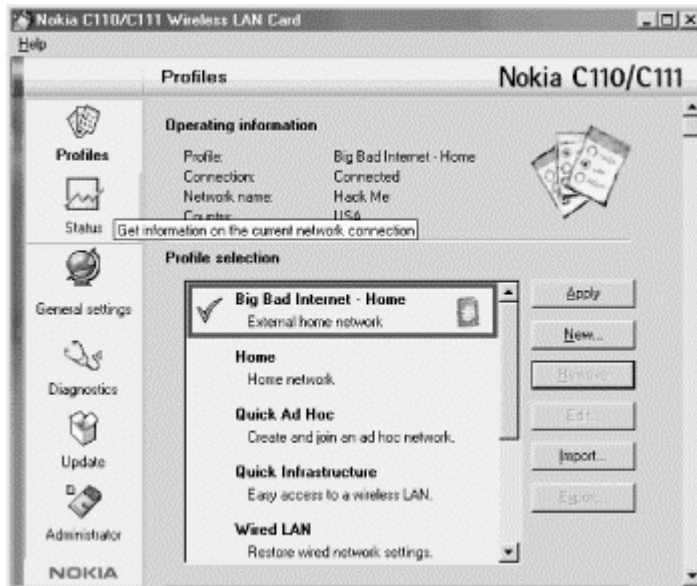 Nokia C110/C111 Wireless LAN Card
Help
Profiles
Nokia C110/C111
Profiles
Status
General settings
Diagnostics
Update
Administrator
NOKIA
Operating information
Profile: Big Bad Internet - Home
Connection: Connected
Network name: Hack Me
Country: USA
Get information on the current network connection
Profile selection
Big Bad Internet - Home
External home network
Home
Home network.
Quick Ad Hoc
Create and join an ad hoc network.
Quick Infrastructure
Easy access to a wireless LAN.
Wired LAN
Restore wired network settings.
Apply
New...
Remove
Edit...
Import...
Export...